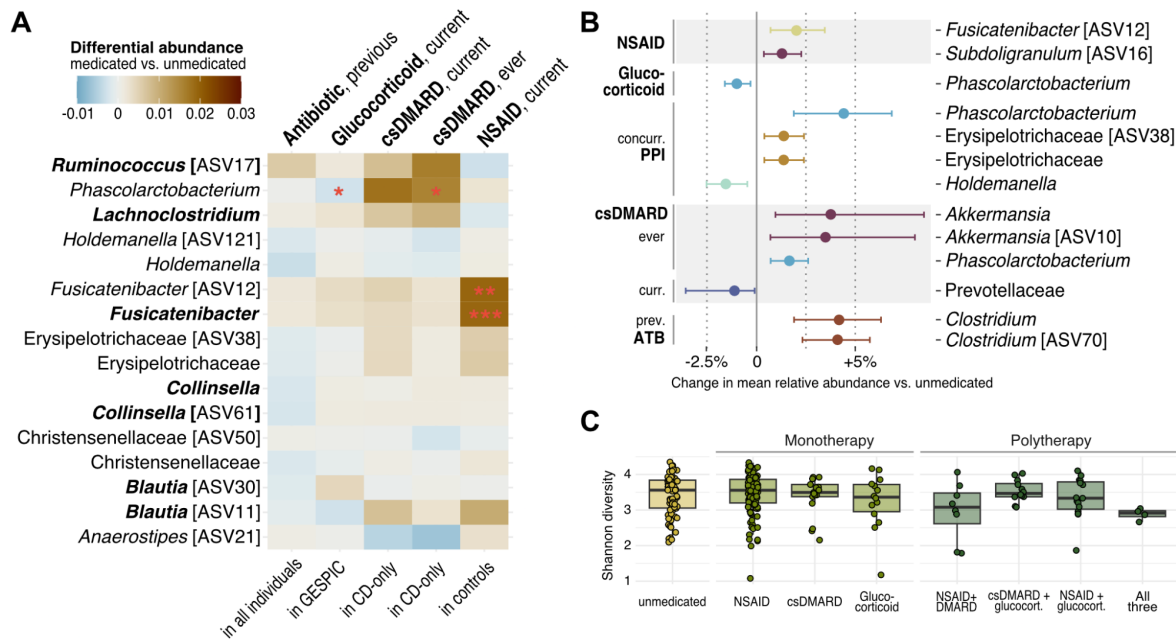 A
Differential abundance
medicated vs. unmedicated
-0.01 0 0.01 0.02 0.03
Antibiotic, previous
Glucocorticoid, current
csDMARD, current
csDMARD, ever
NSAID, current
Ruminococcus [ASV17]
Phascolarctobacterium
* *
Lachnoclostridium
Holdemanella [ASV121]
Holdemanella
Fusicatenibacter [ASV12]
**
Fusicatenibacter
***
Erysipelotrichaceae [ASV38]
Erysipelotrichaceae
Collinsella
Collinsella [ASV61]
Christensenellaceae [ASV50]
Christensenellaceae
Blautia [ASV30]
Blautia [ASV11]
Anaerostipes [ASV21]
in all individuals
in GESPIC
in CD-only
in CD-only
in controls
B
NSAID
Gluco-
corticoid
concurr.
PPI
csDMARD
ever
curr.
prev.
ATB
Fusicatenibacter [ASV12]
Subdoligranulum [ASV16]
Phascolarctobacterium
Phascolarctobacterium
Erysipelotrichaceae [ASV38]
Erysipelotrichaceae
Holdemanella
Akkermansia
Akkermansia [ASV10]
Phascolarctobacterium
Prevotellaceae
Clostridium
Clostridium [ASV70]
-2.5% 0 +5%
Change in mean relative abundance vs. unmedicated
C
Monotherapy Polytherapy
Shannon diversity
4
3
2
1
unmedicated
NSAID
csDMARD
Gluco-
corticoid
NSAID+
DMARD
csDMARD +
glucocort.
NSAID +
glucocort.
All
three